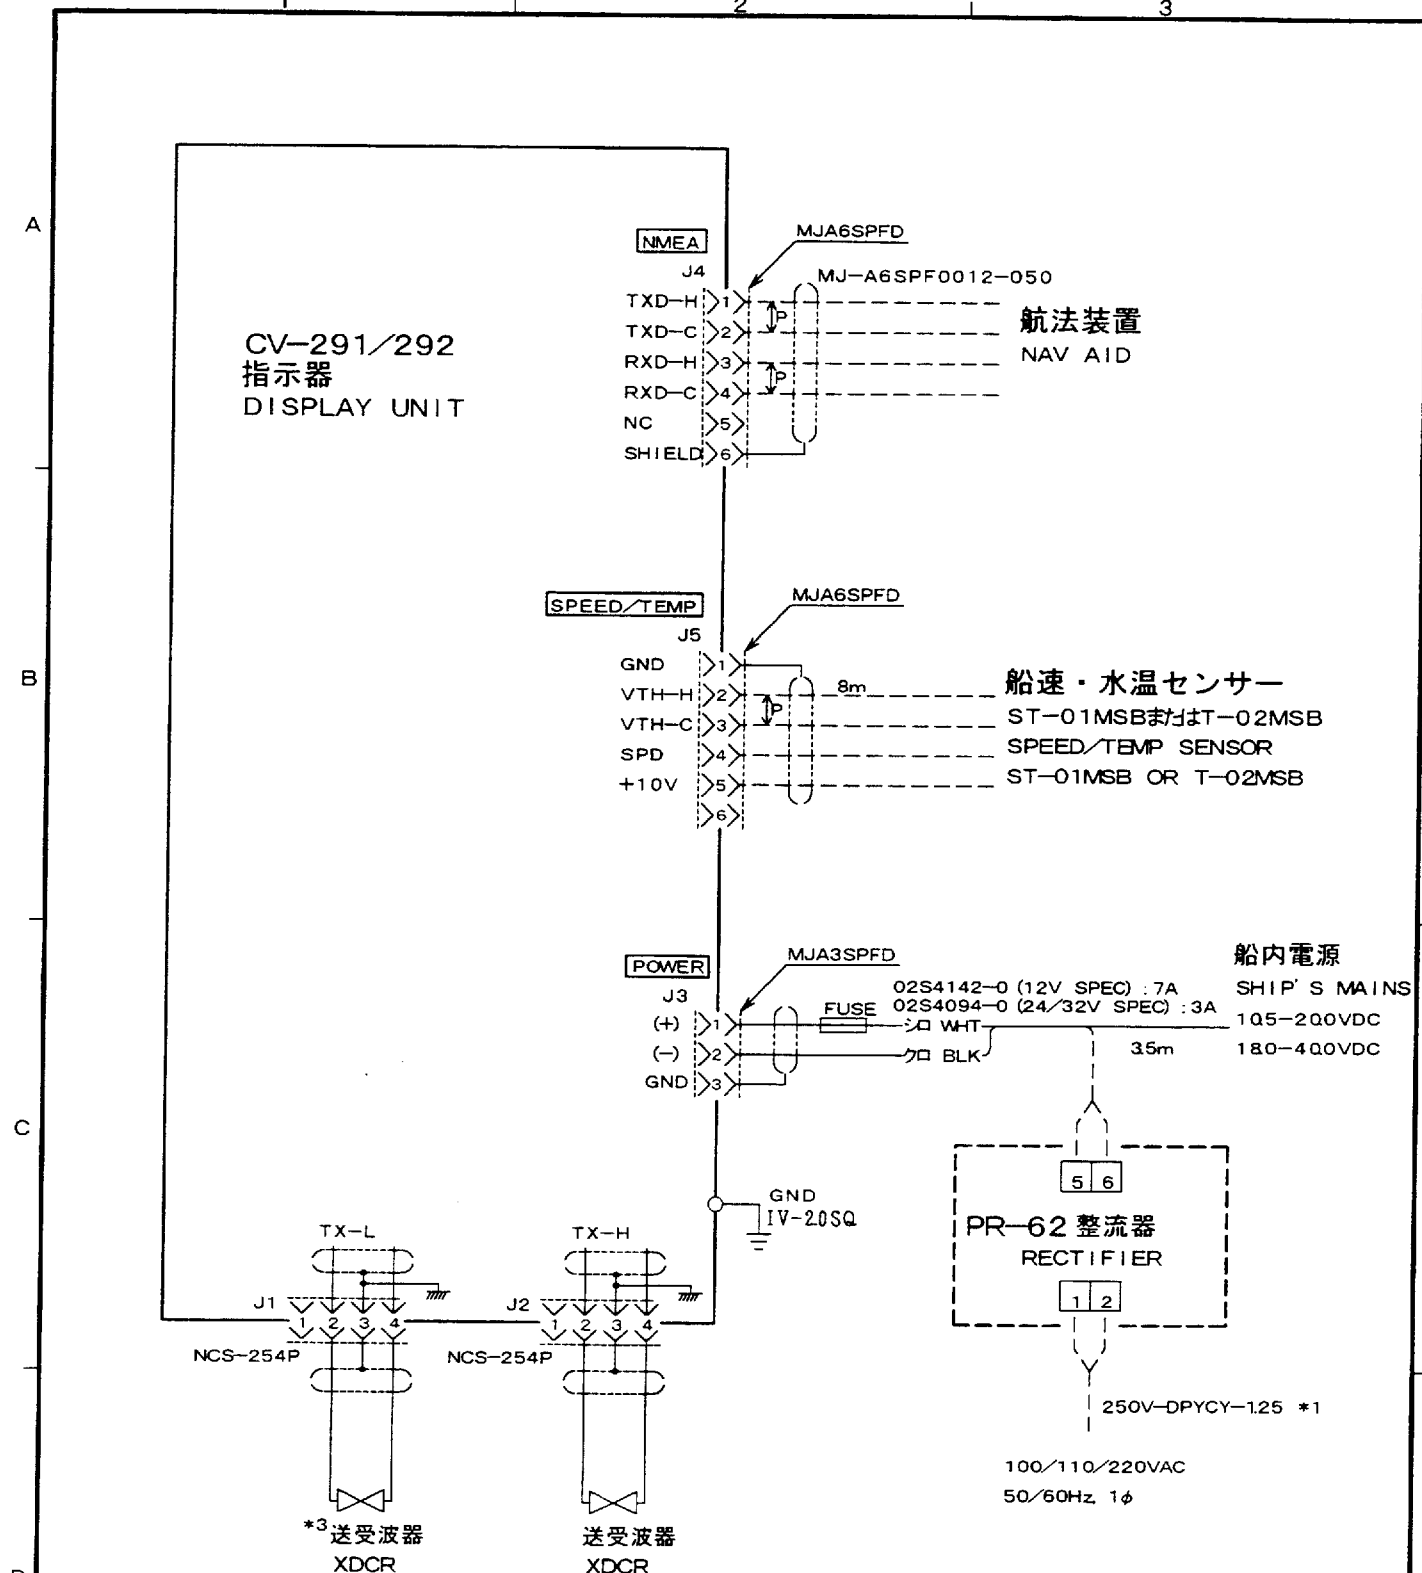 2
3
A
B
C
CV-291/292
指示器
DISPLAY UNIT
NMEA
MJA6SPFD
J4
MJ-A6SPF0012-050
TXD-H 1
TXD-C 2
RXD-H 3
RXD-C 4
NC 5
SHIELD 6
P
P
航法装置
NAV AID
SPEED/TEMP
MJA6SPFD
J5
GND 1
VTH-H 2
VTH-C 3
SPD 4
+10V 5
6
8m
P
船速・水温センサー
ST-01MSBまたはT-02MSB
SPEED/TEMP SENSOR
ST-01MSB OR T-02MSB
POWER
MJA3SPFD
J3
(+) 1
(-) 2
GND 3
02S4142-0 (12V SPEC) : 7A
02S4094-0 (24/32V SPEC) : 3A
FUSE
シロ WHT
クロ BLK
3.5m
船内電源
SHIP'S MAINS
10.5-20.0VDC
18.0-40.0VDC
GND
IV-2.0SQ
5 6
PR-62 整流器
RECTIFIER
1 2
250V-DPYCY-1.25 *1
100/110/220VAC
50/60Hz, 1φ
TX-L
J1
1 2 3 4
NCS-254P
*3 送受波器
XDCR
TX-H
J2
1 2 3 4
NCS-254P
送受波器
XDCR